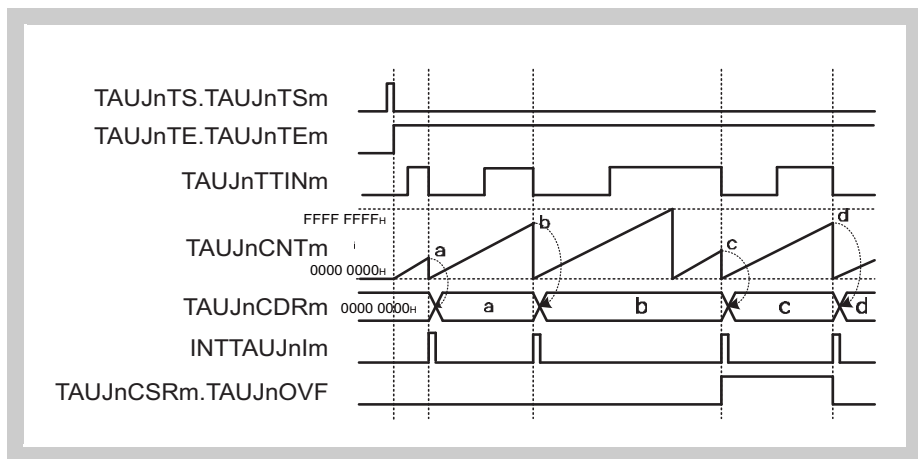 TAUJnTS.TAUJnTSm
TAUJnTE.TAUJnTEm
TAUJnTTINm
FFFF FFFFH
b
d
TAUJnCNTm
a
c
0000 0000H
TAUJnCDRm
0000 0000H
a
b
c
d
INTTAUJnIm
TAUJnCSRm.TAUJnOVF